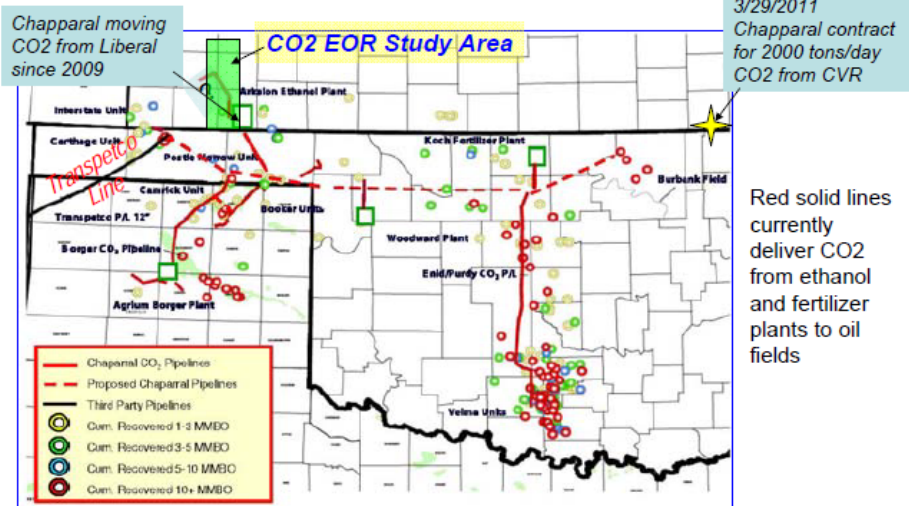 Chapparal moving
CO2 from Liberal
since 2009
CO2 EOR Study Area
3/29/2011
Chapparal contract
for 2000 tons/day
CO2 from CVR
Arkalon Ethanol Plant
Interstate Unit
Carthage Unit
Postle Morrow Unit
Koch Fertilizer Plant
Transpetco
Line
Camrick Unit
Burbank Field
Transpetco P/L 12"
Booker Units
Woodward Plant
Borger CO₂ Pipeline
Enid/Purdy CO₂ P/L
Agrium Borger Plant
Velma Units
Red solid lines
currently
deliver CO2
from ethanol
and fertilizer
plants to oil
fields
Chaparral CO₂ Pipelines
Proposed Chaparral Pipelines
Third Party Pipelines
Cum. Recovered 1-3 MMBO
Cum. Recovered 3-5 MMBO
Cum. Recovered 5-10 MMBO
Cum. Recovered 10+ MMBO